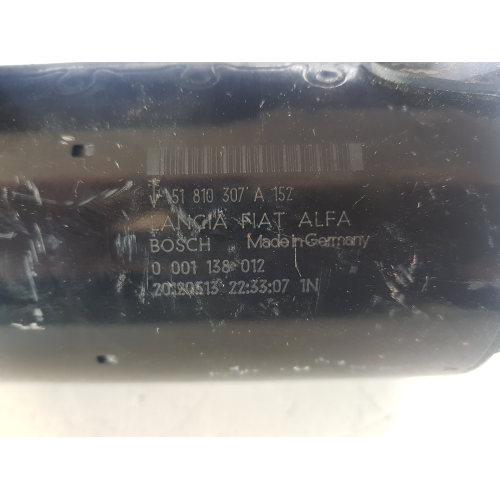 51 810 307 A 152
LANCIA FIAT ALFA
BOSCH Made in Germany
0 001 138 012
20120513 22:33:07 1N